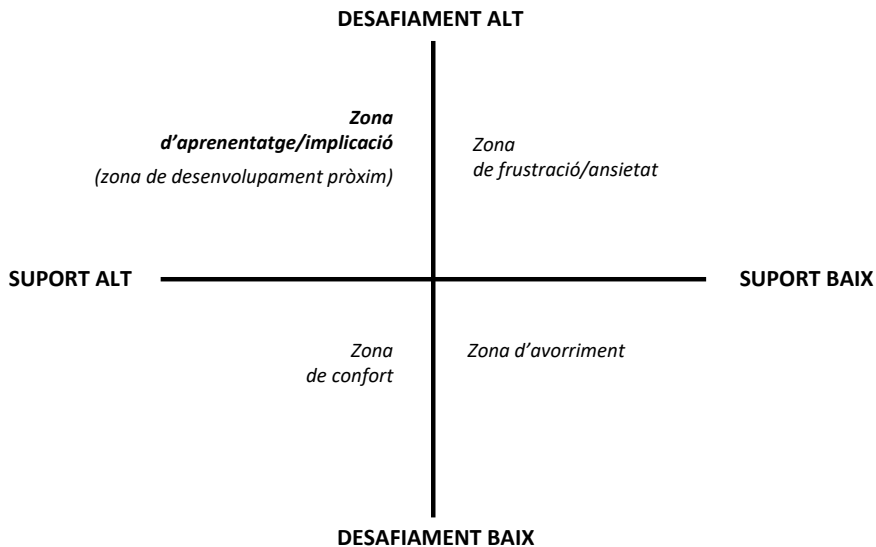 DESAFIAMENT ALT
Zona
d’aprenentatge/implicació
(zona de desenvolupament pròxim)
Zona
de frustració/ansietat
SUPORT ALT
SUPORT BAIX
Zona
de confort
Zona d’avorriment
DESAFIAMENT BAIX